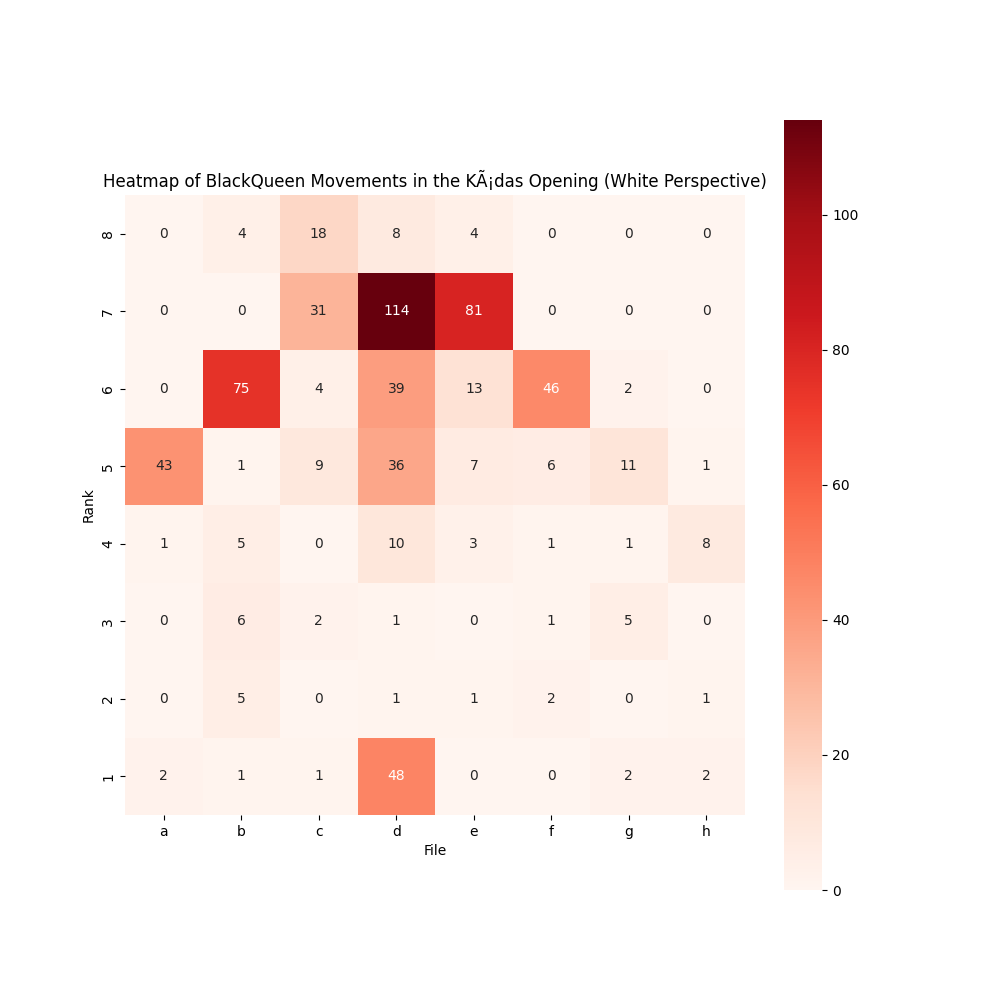 Heatmap of BlackQueen Movements in the KÃ¡das Opening (White Perspective)
8 0 4 18 8 4 0 0 0
7 0 0 31 114 81 0 0 0
6 0 75 4 39 13 46 2 0
5 43 1 9 36 7 6 11 1
4 1 5 0 10 3 1 1 8
3 0 6 2 1 0 1 5 0
2 0 5 0 1 1 2 0 1
1 2 1 1 48 0 0 2 2
a b c d e f g h
File
Rank
100
80
60
40
20
0